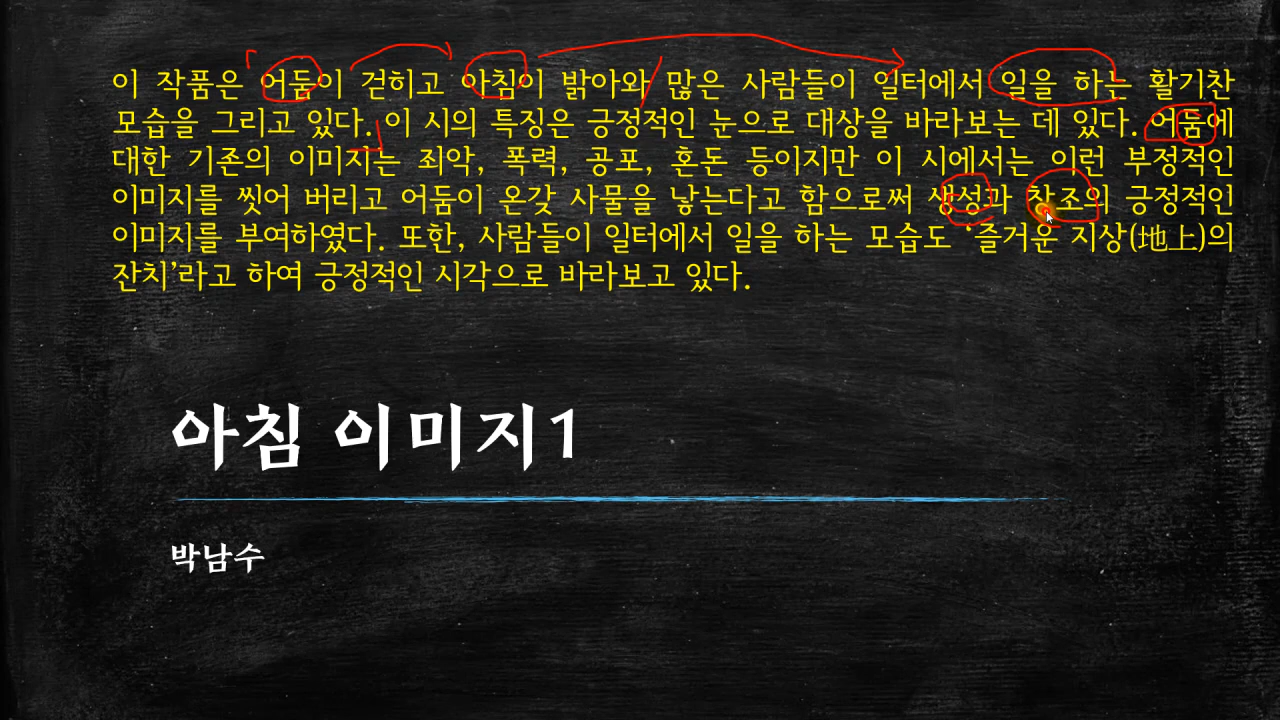 이 작품은 어둠이 걷히고 아침이 밝아와 많은 사람들이 일터에서 일을 하는 활기찬
모습을 그리고 있다. 이 시의 특징은 긍정적인 눈으로 대상을 바라보는 데 있다. 어둠에
대한 기존의 이미지는 죄악, 폭력, 공포, 혼돈 등이지만 이 시에서는 이런 부정적인
이미지를 씻어 버리고 어둠이 온갖 사물을 낳는다고 함으로써 생성과 창조의 긍정적인
이미지를 부여하였다. 또한, 사람들이 일터에서 일을 하는 모습도 ‘즐거운 지상(地上)의
잔치’라고 하여 긍정적인 시각으로 바라보고 있다.
아침 이미지1
박남수